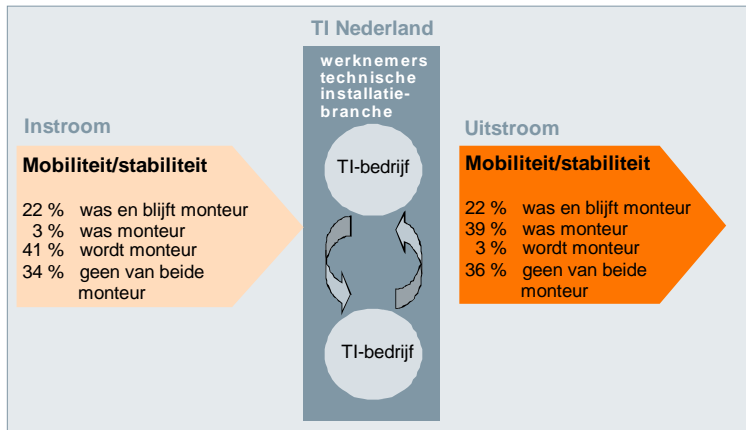 TI Nederland
werknemers
technische
installatie-
branche
Instroom
Mobiliteit/stabiliteit
22 % was en blijft monteur
3 % was monteur
41 % wordt monteur
34 % geen van beide
monteur
TI-bedrijf
TI-bedrijf
Uitstroom
Mobiliteit/stabiliteit
22 % was en blijft monteur
39 % was monteur
3 % wordt monteur
36 % geen van beide
monteur